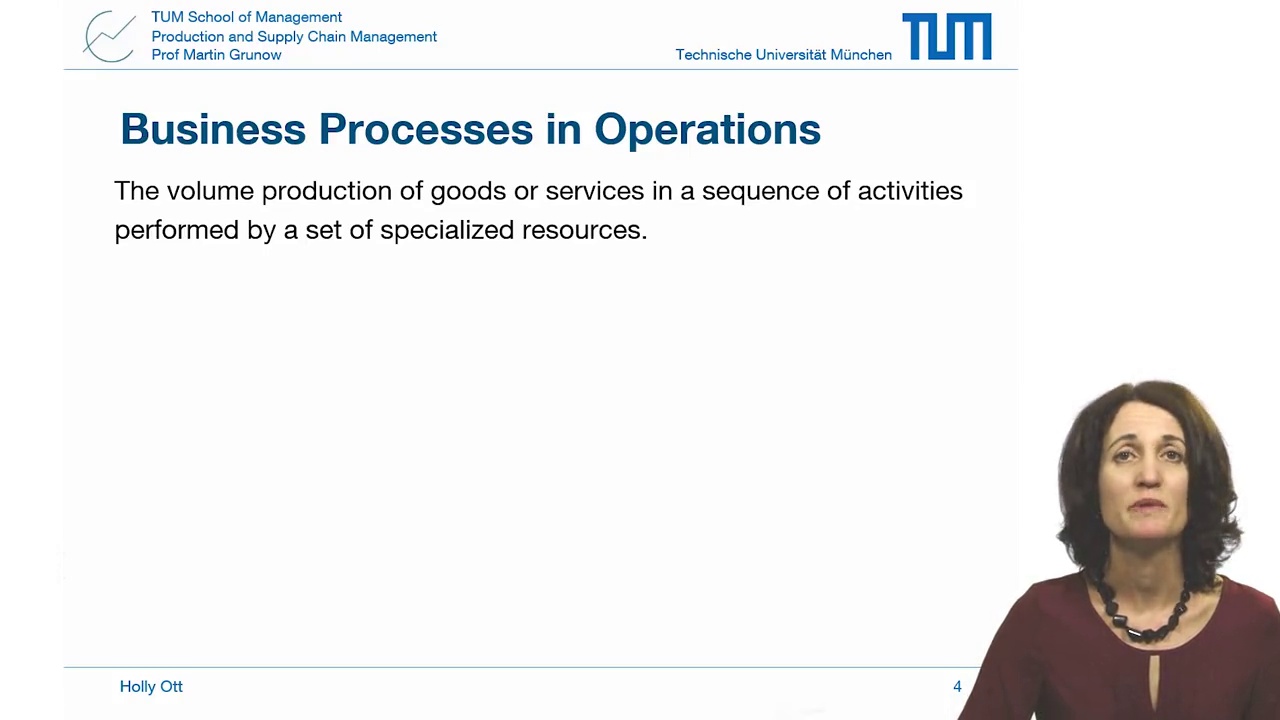 TUM School of Management
Production and Supply Chain Management
Prof Martin Grunow
Technische Universität München
TUM
Business Processes in Operations
The volume production of goods or services in a sequence of activities
performed by a set of specialized resources.
Holly Ott
4